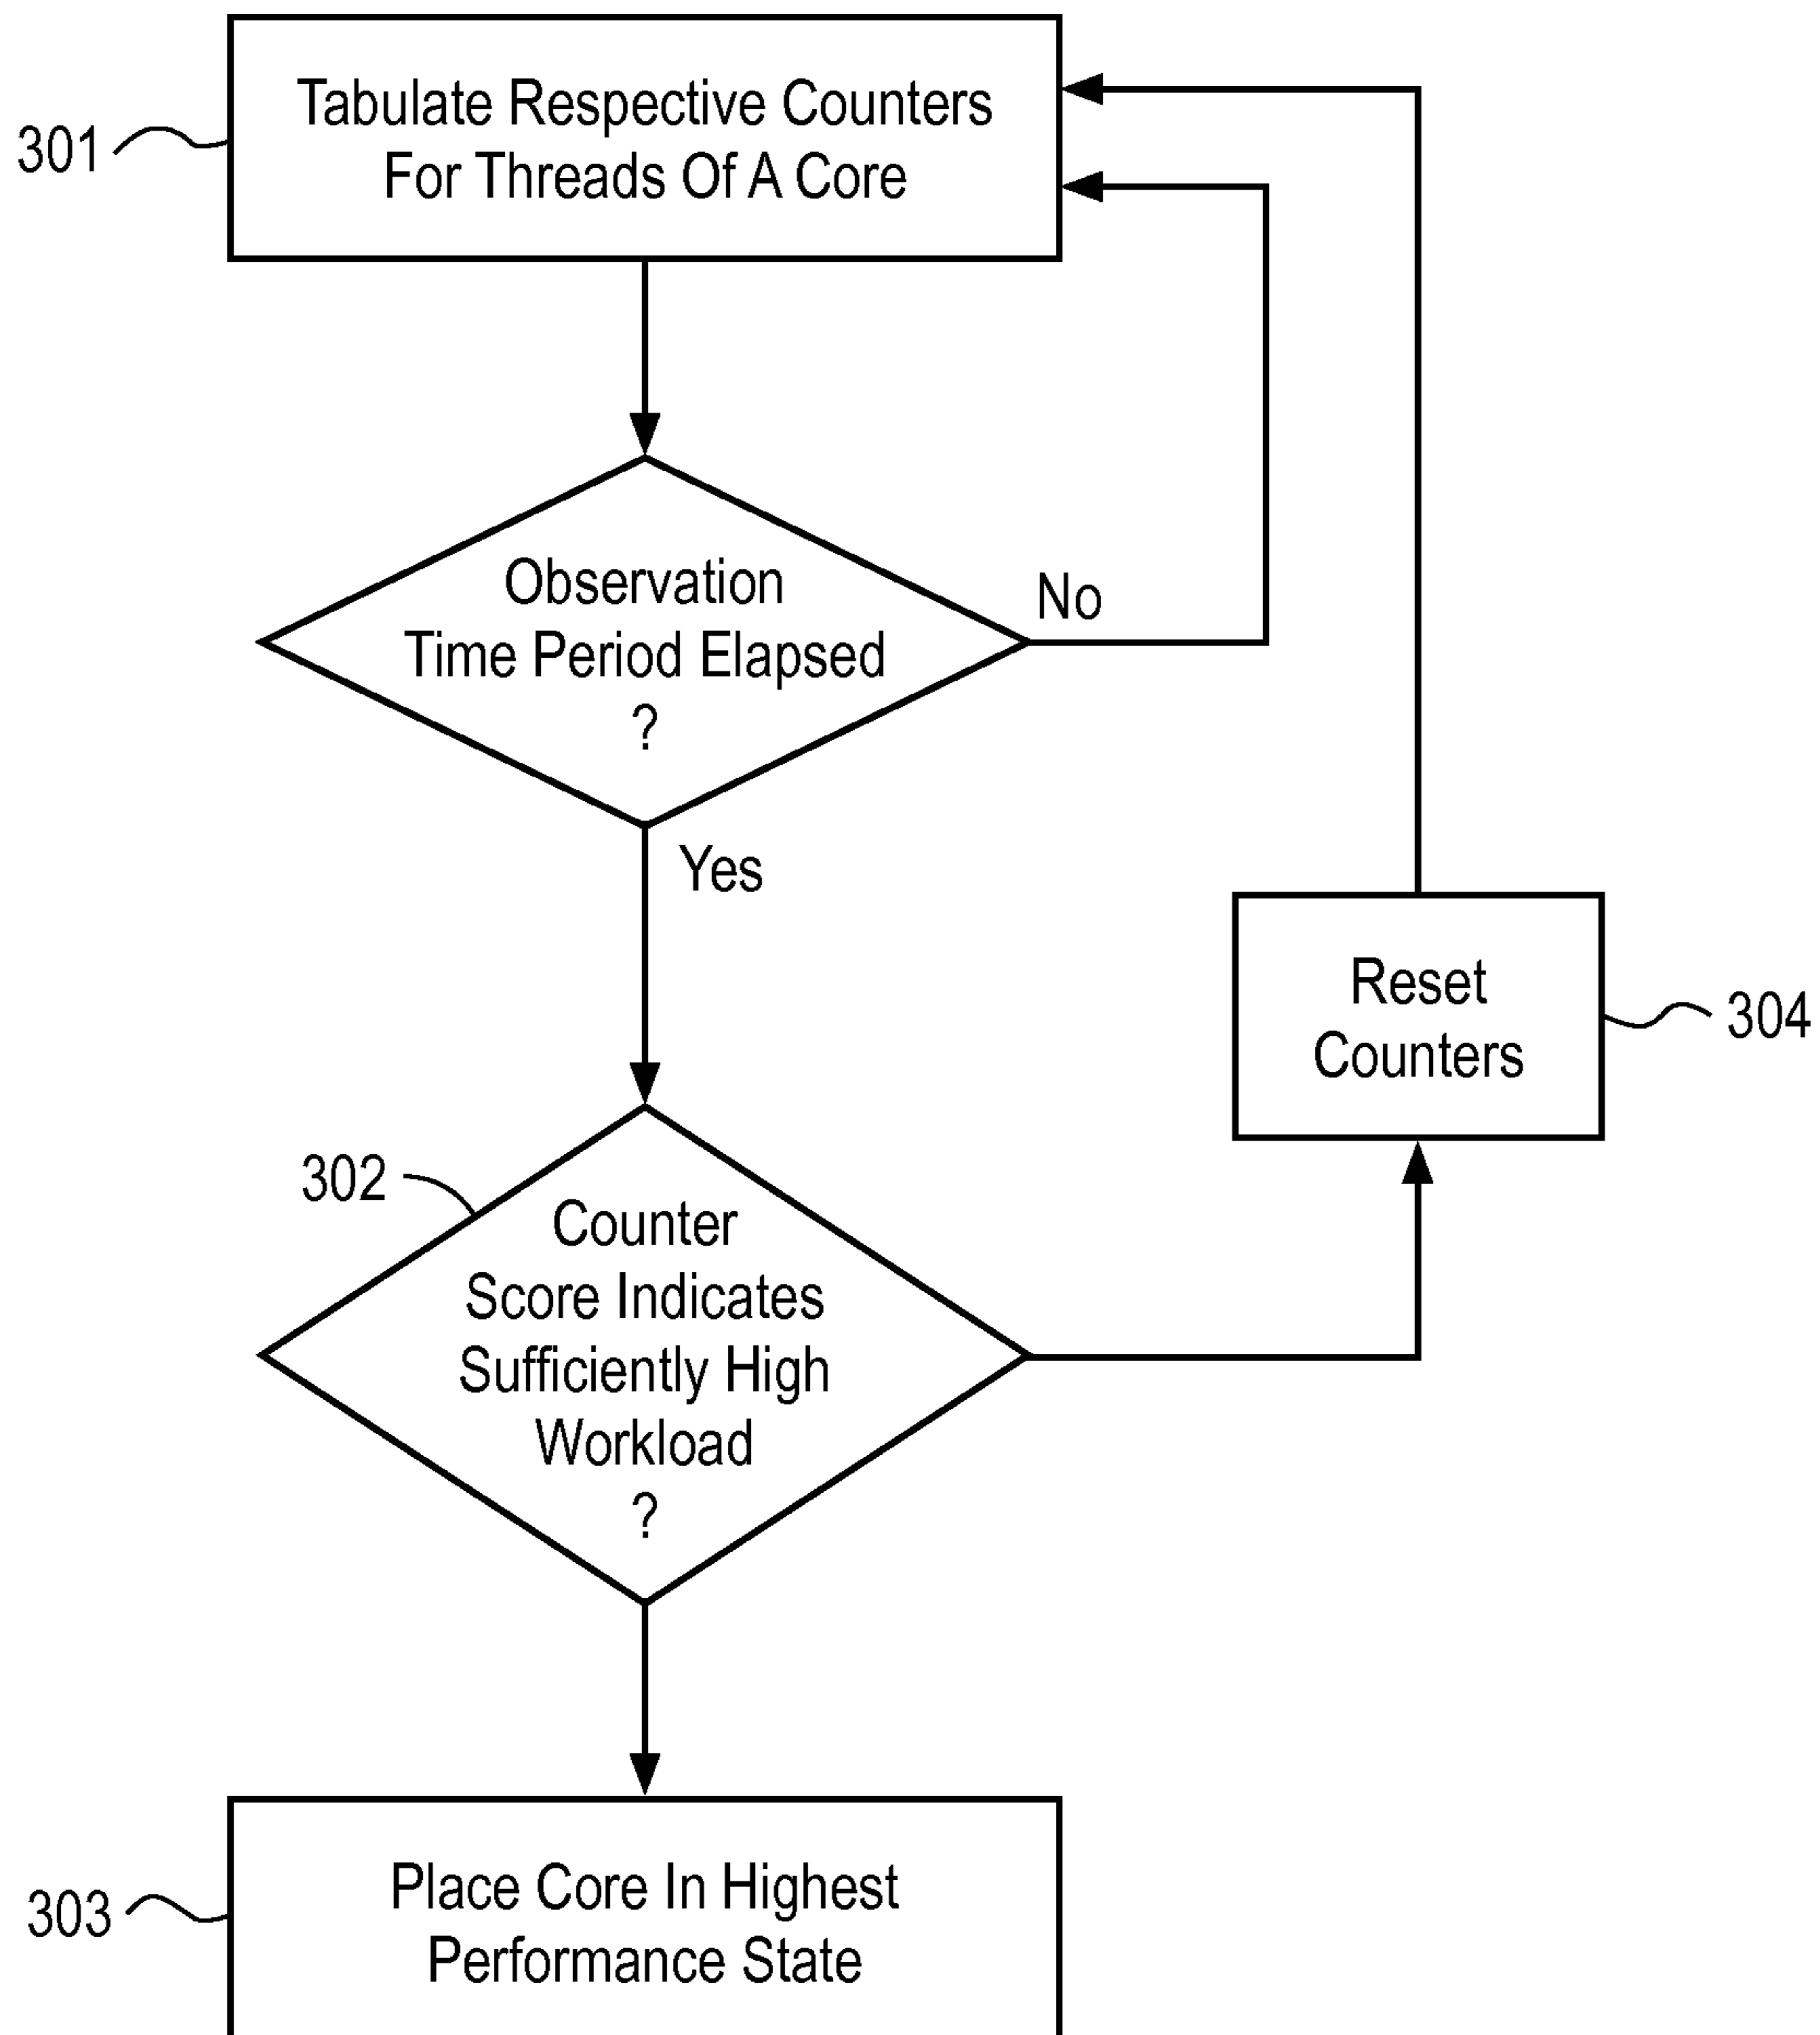 Tabulate Respective Counters
For Threads Of A Core
301
Observation
Time Period Elapsed
?
No
Yes
Reset
Counters
304
302
Counter
Score Indicates
Sufficiently High
Workload
?
Place Core In Highest
Performance State
303